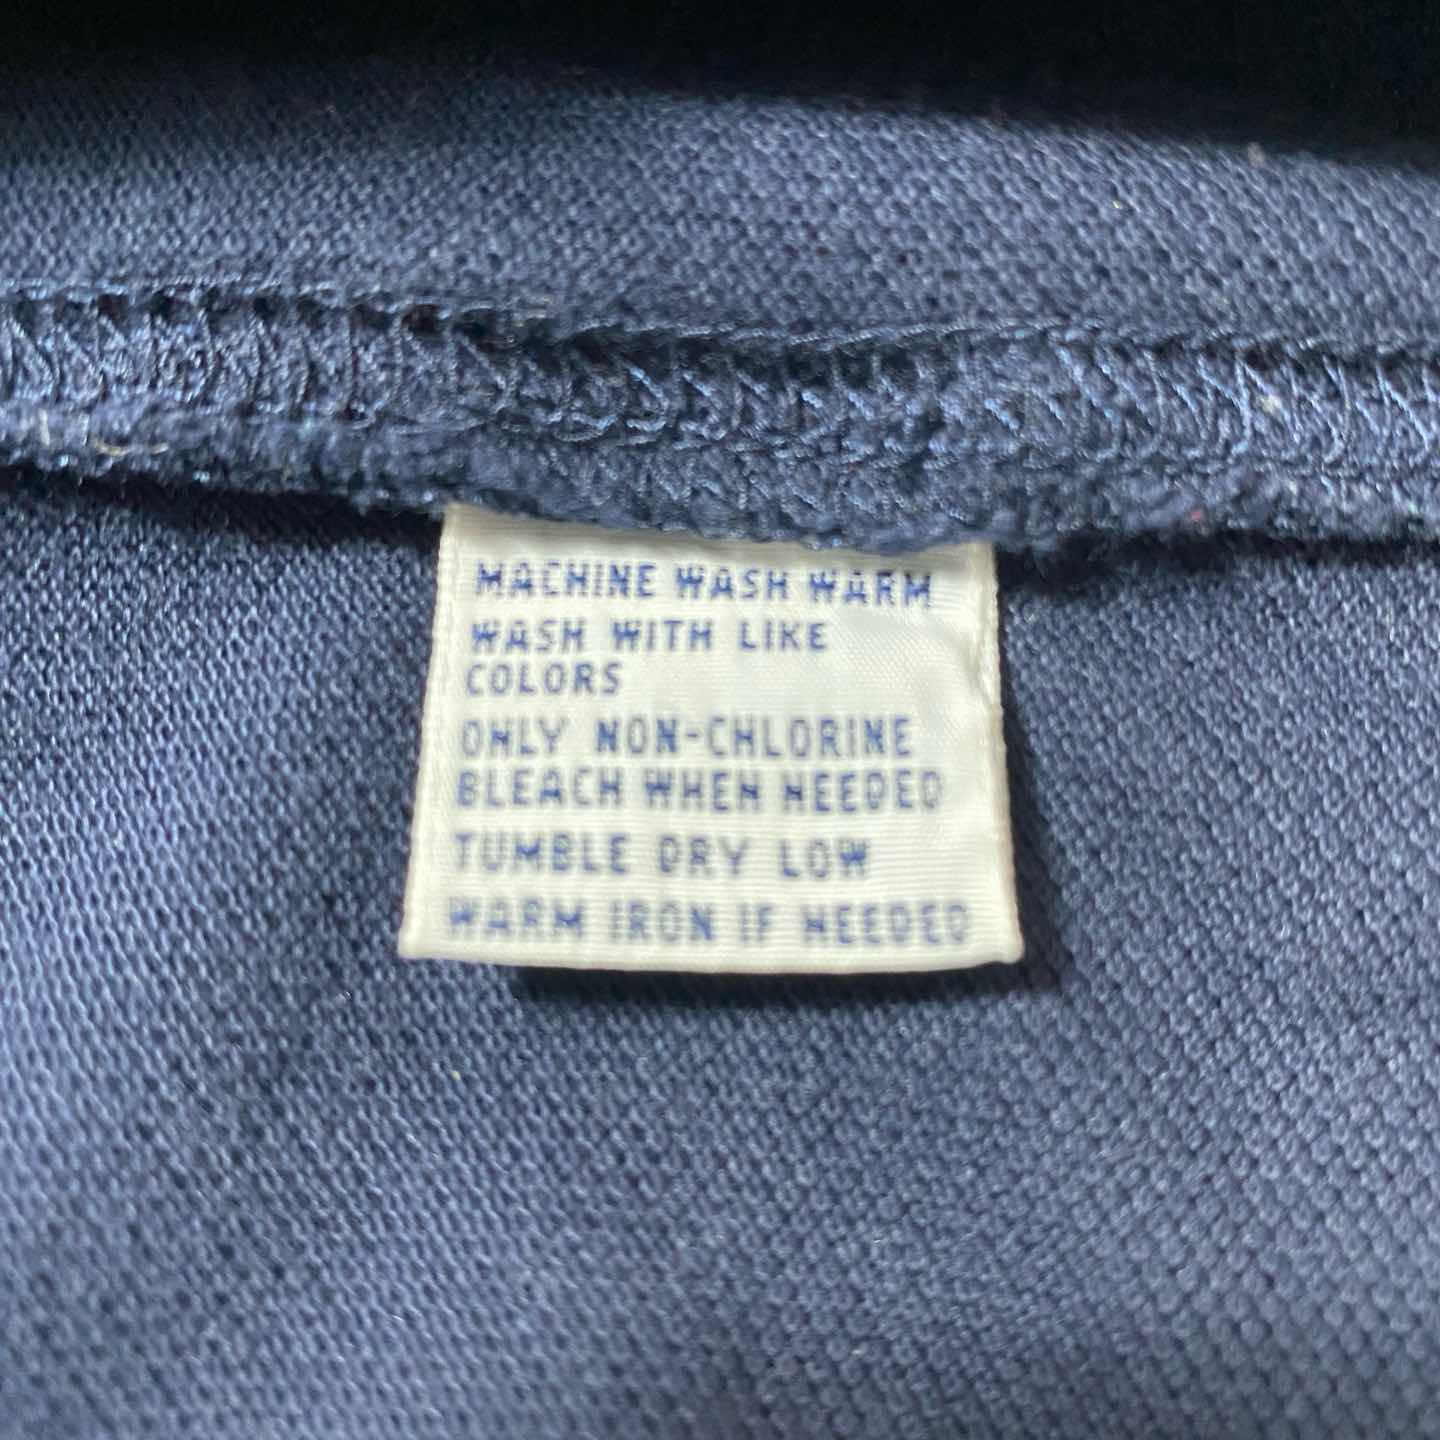 MACHINE WASH WARM
WASH WITH LIKE
COLORS
ONLY NON-CHLORINE
BLEACH WHEN NEEDED
TUMBLE DRY LOW
WARM IRON IF NEEDED